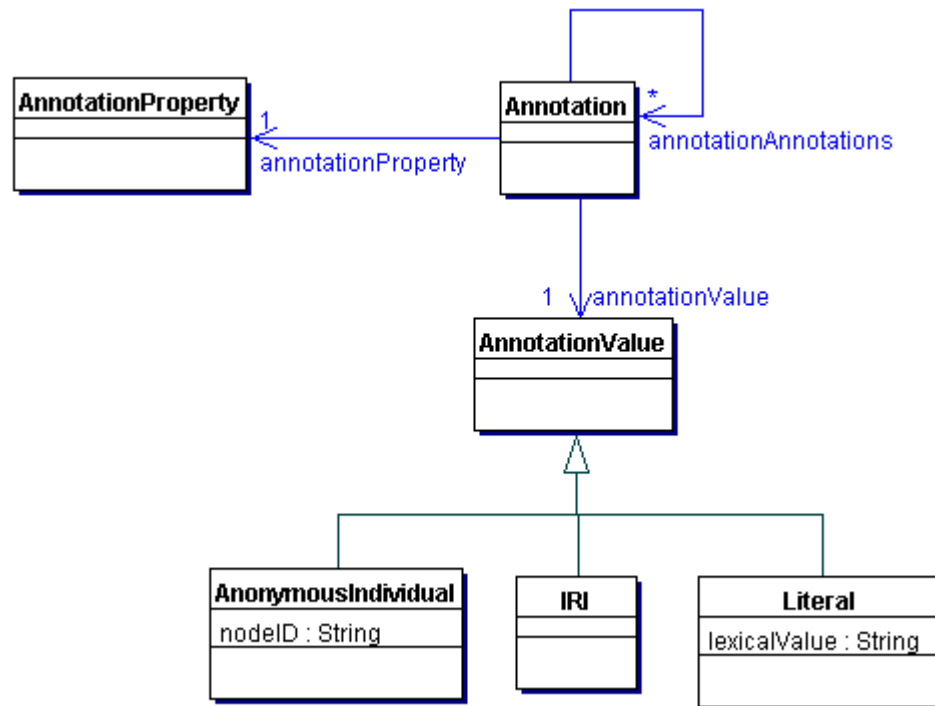 AnnotationProperty
Annotation
*
annotationAnnotations
1
annotationProperty
1 annotationValue
AnnotationValue
AnonymousIndividual
nodeID : String
IRI
Literal
lexicalValue : String